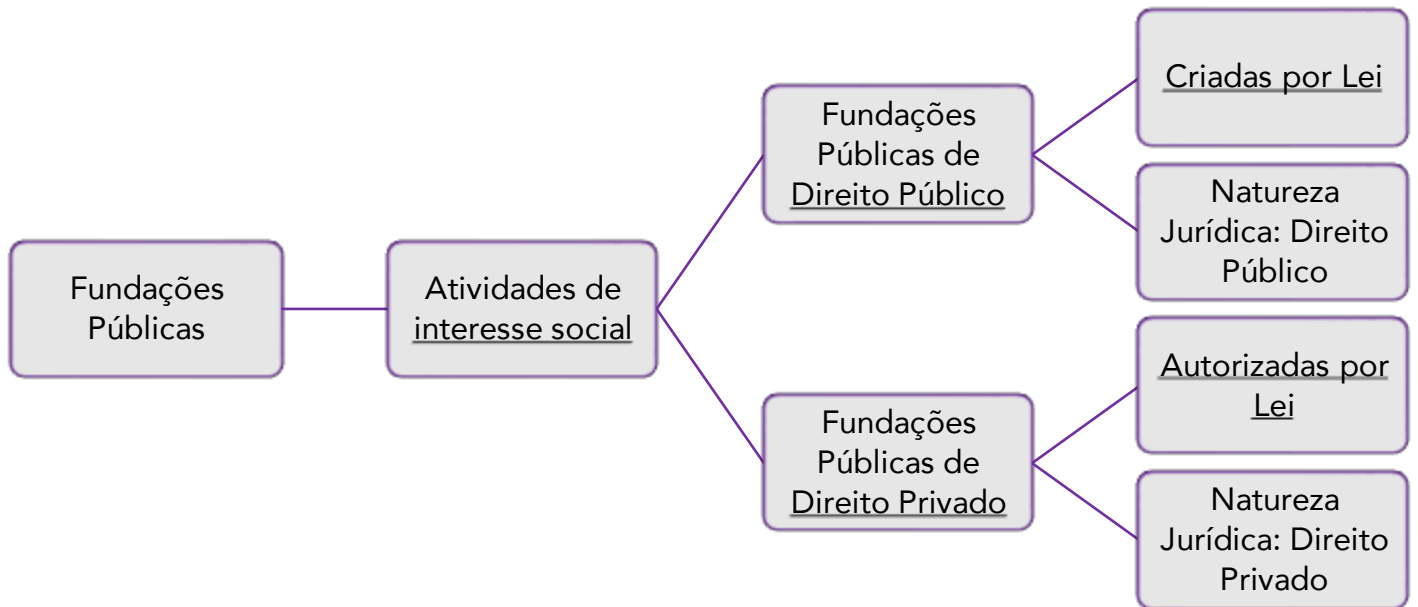 Fundações
Públicas
Atividades de
interesse social
Fundações
Públicas de
Direito Público
Criadas por Lei
Natureza
Jurídica: Direito
Público
Fundações
Públicas de
Direito Privado
Autorizadas por
Lei
Natureza
Jurídica: Direito
Privado